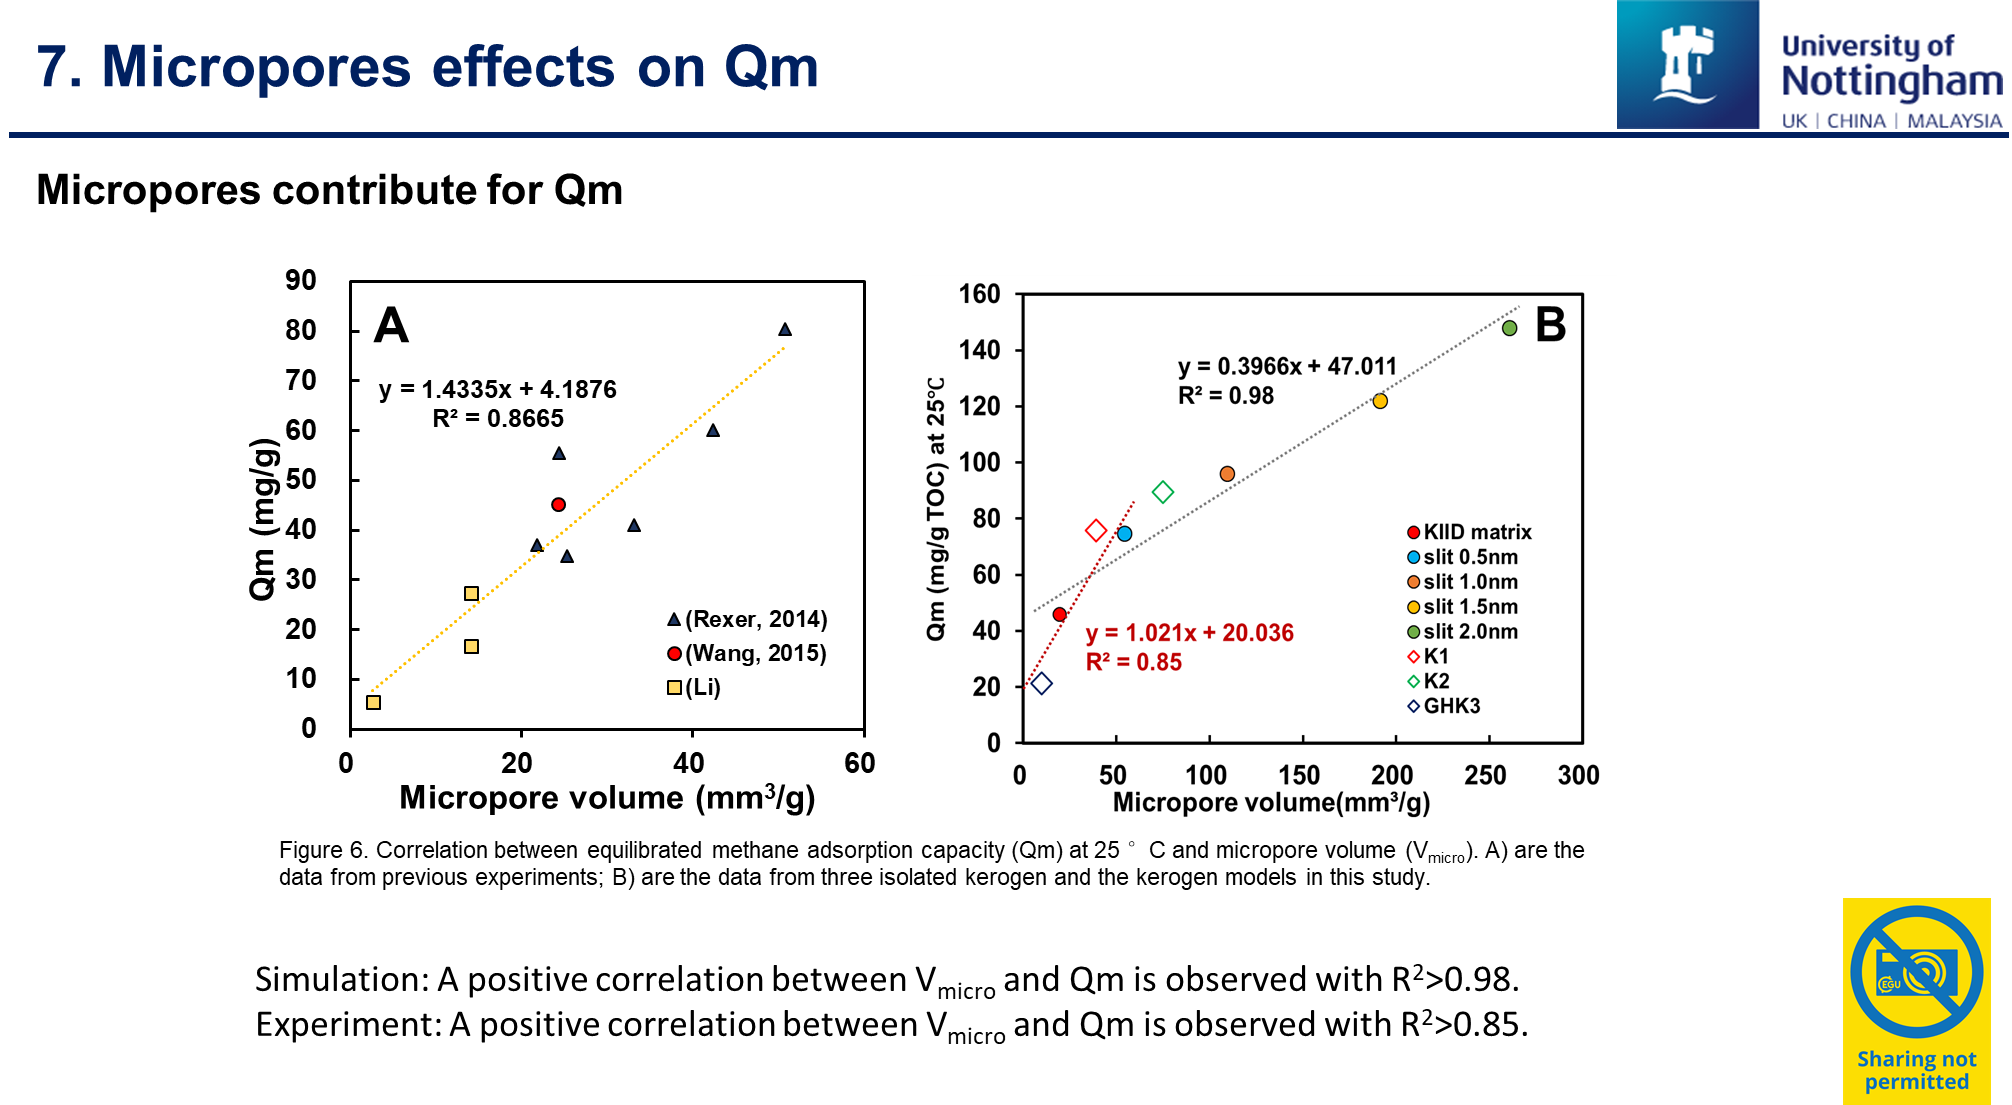 7. Micropores effects on Qm
University of
Nottingham
UK | CHINA | MALAYSIA
Micropores contribute for Qm
A
90
80
70
60
50
40
30
20
10
0
y = 1.4335x + 4.1876
R² = 0.8665
Qm (mg/g)
(Rexer, 2014)
(Wang, 2015)
(Li)
0 20 40 60
Micropore volume (mm³/g)
B
160
140
120
100
80
60
40
20
0
y = 0.3966x + 47.011
R² = 0.98
Qm (mg/g TOC) at 25℃
y = 1.021x + 20.036
R² = 0.85
KIID matrix
slit 0.5nm
slit 1.0nm
slit 1.5nm
slit 2.0nm
K1
K2
GHK3
0 50 100 150 200 250 300
Micropore volume(mm³/g)
Figure 6. Correlation between equilibrated methane adsorption capacity (Qm) at 25 ° C and micropore volume (Vmicro). A) are the
data from previous experiments; B) are the data from three isolated kerogen and the kerogen models in this study.
Simulation: A positive correlation between Vmicro and Qm is observed with R²>0.98.
Experiment: A positive correlation between Vmicro and Qm is observed with R²>0.85.
EGU
Sharing not
permitted